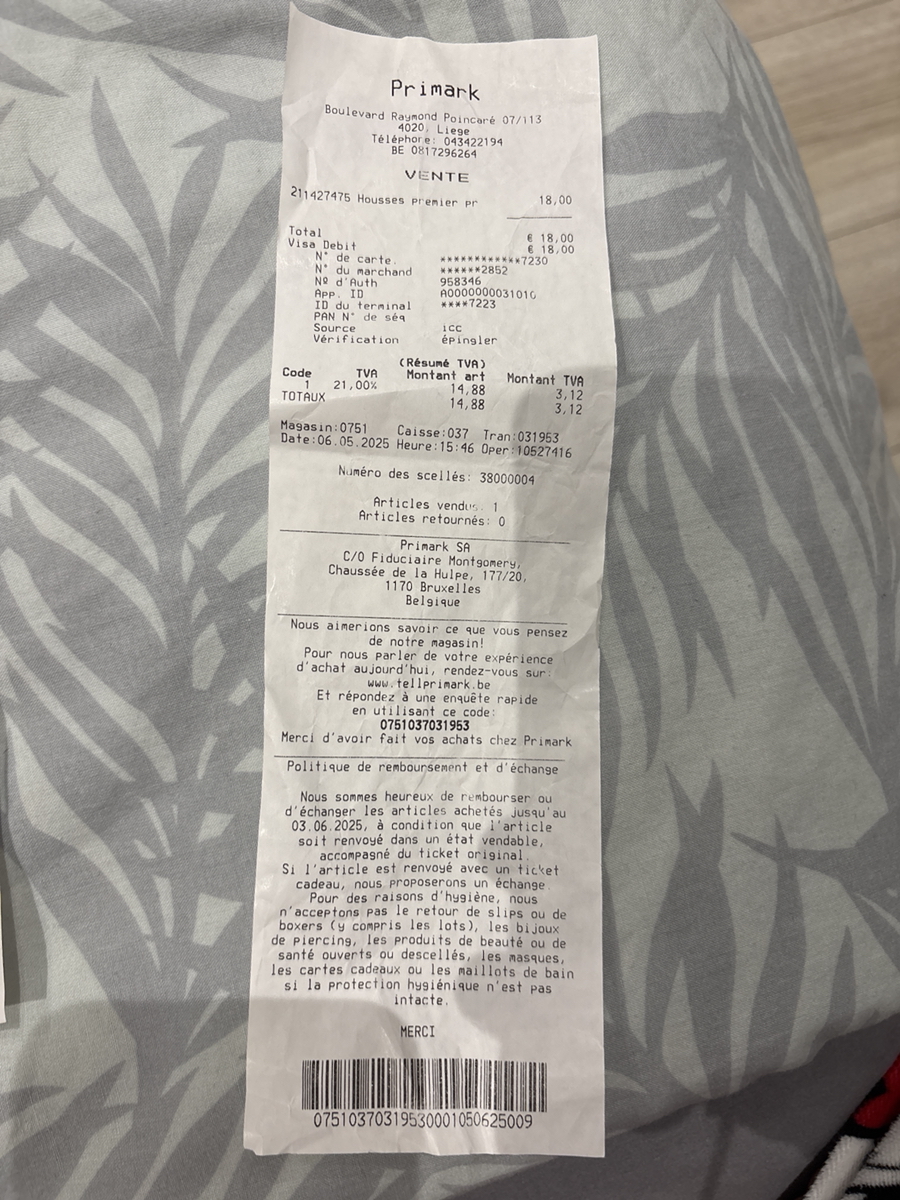 Primark
Boulevard Raymond Poincaré 07/113
4020, Liege
Téléphone: 043422194
BE 0817296264
VENTE
211427475 Housses premier pr 18,00
Total € 18,00
Visa Debit € 18,00
N° de carte. ************7230
N° du marchand ******2852
Nº d'Auth 958346
App. ID A0000000031010
ID du terminal ****7223
PAN N° de séq
Source icc
Vérification épingler
(Résumé TVA)
Code TVA Montant art Montant TVA
1 21,00% 14,88 3,12
TOTAUX 14,88 3,12
Magasin:0751 Caisse:037 Tran:031953
Date:06.05.2025 Heure:15:46 Oper:10527416
Numéro des scellés: 38000004
Articles vendus: 1
Articles retournés: 0
Primark SA
C/O Fiduciaire Montgomery,
Chaussée de la Hulpe, 177/20,
1170 Bruxelles
Belgique
Nous aimerions savoir ce que vous pensez
de notre magasin!
Pour nous parler de votre expérience
d'achat aujourd'hui, rendez-vous sur:
www.tellprimark.be
Et répondez à une enquête rapide
en utilisant ce code:
0751037031953
Merci d'avoir fait vos achats chez Primark
Politique de remboursement et d'échange
Nous sommes heureux de rembourser ou
d'échanger les articles achetés jusqu'au
03.06.2025, à condition que l'article
soit renvoyé dans un état vendable,
accompagné du ticket original.
Si l'article est renvoyé avec un ticket
cadeau, nous proposerons un échange.
Pour des raisons d'hygiène, nous
n'acceptons pas le retour de slips ou de
boxers (y compris les lots), les bijoux
de piercing, les produits de beauté ou de
santé ouverts ou descellés, les masques,
les cartes cadeaux ou les maillots de bain
si la protection hygiénique n'est pas
intacte.
MERCI
07510370319530001050625009